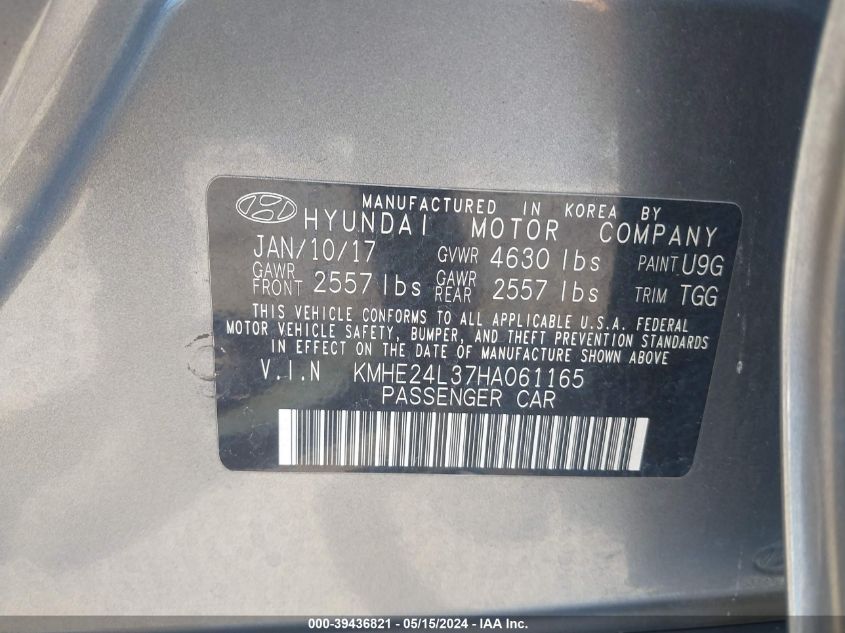 MANUFACTURED IN KOREA BY
HYUNDAI MOTOR COMPANY
JAN/10/17 GVWR 4630 lbs PAINT U9G
GAWR FRONT 2557 lbs GAWR REAR 2557 lbs TRIM TGG
THIS VEHICLE CONFORMS TO ALL APPLICABLE U.S.A. FEDERAL
MOTOR VEHICLE SAFETY, BUMPER, AND THEFT PREVENTION STANDARDS
IN EFFECT ON THE DATE OF MANUFACTURE SHOWN ABOVE
V.I.N KMHE24L37HA061165
PASSENGER CAR
000-39436821 - 05/15/2024 - IAA Inc.